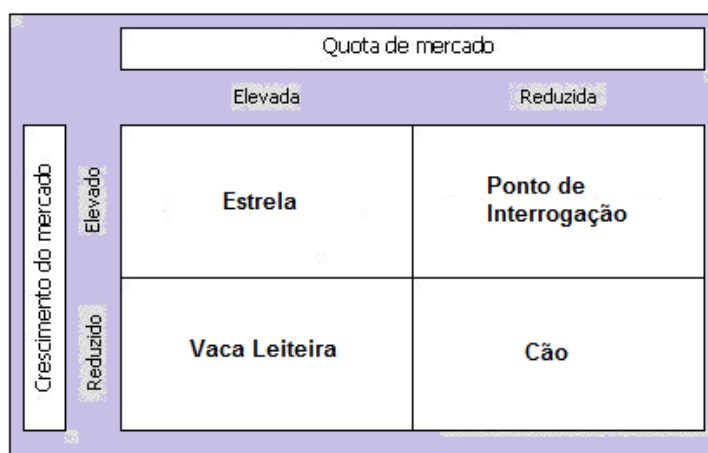 Quota de mercado
Elevada
Reduzida
Crescimento do mercado
Elevado
Estrela
Ponto de
Interrogação
Reduzido
Vaca Leiteira
Cão